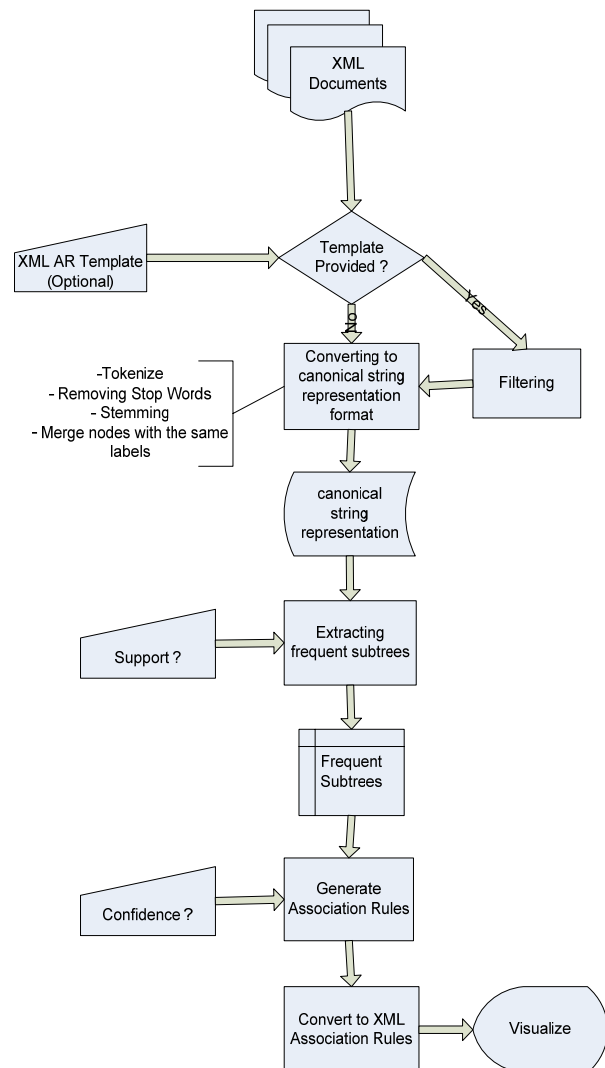 XML
Documents
Template
Provided ?
XML AR Template
(Optional)
Yes
No
Converting to
canonical string
representation
format
Filtering
-Tokenize
- Removing Stop Words
- Stemming
- Merge nodes with the same
labels
canonical
string
representation
Extracting
frequent subtrees
Support ?
Frequent
Subtrees
Generate
Association Rules
Confidence ?
Convert to XML
Association Rules
Visualize